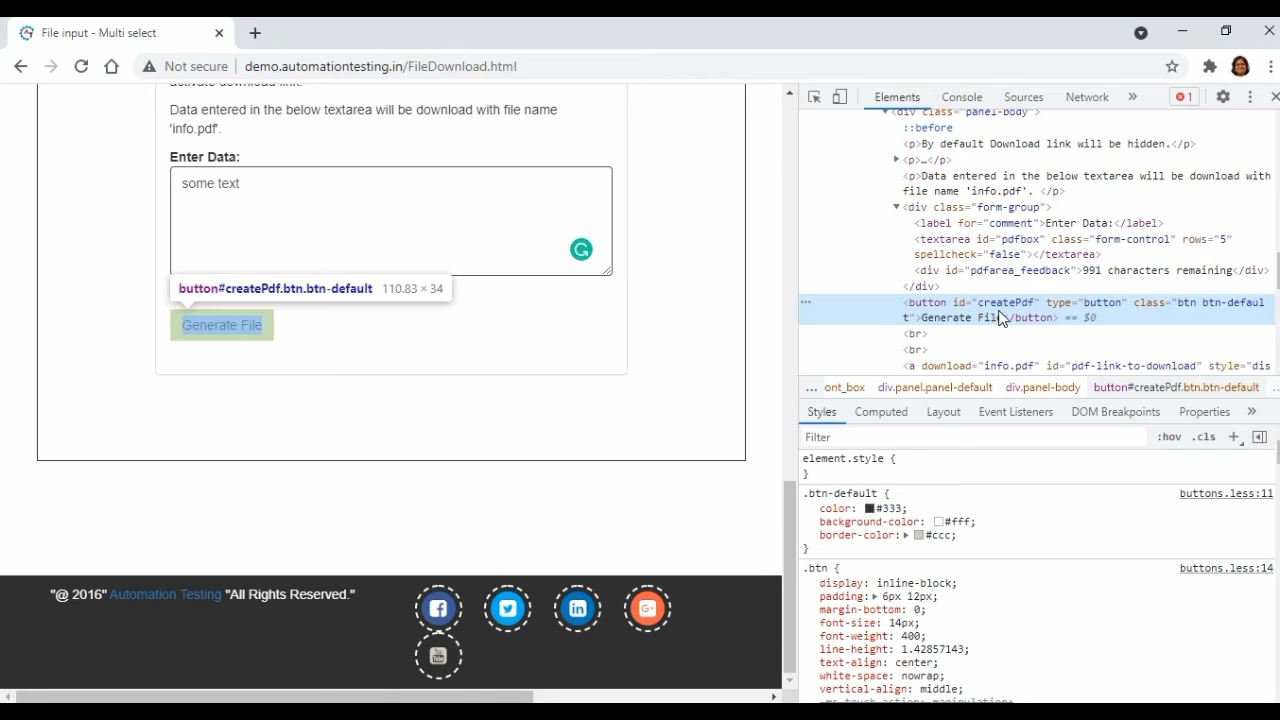 File input - Multi select
Not secure
demo.automationtesting.in/FileDownload.html
Data entered in the below textarea will be download with file name
'info.pdf'.
Enter Data:
some text
button#createPdf.btn.btn-default 110.83 × 34
Generate File
"@ 2016" Automation Testing "All Rights Reserved."
Elements Console Sources Network » 1
<div class="panel-body">
::before
<p>By default Download link will be hidden.</p>
<p>…</p>
<p>Data entered in the below textarea will be download with
file name 'info.pdf'. </p>
<div class="form-group">
<label for="comment">Enter Data:</label>
<textarea id="pdfbox" class="form-control" rows="5"
spellcheck="false"></textarea>
<div id="pdfarea_feedback">991 characters remaining</div>
</div>
<button id="createPdf" type="button" class="btn btn-defaul
t">Generate File</button> == $0
<br>
<br>
<a download="info.pdf" id="pdf-link-to-download" style="dis
... ont_box div.panel.panel-default div.panel-body button#createPdf.btn.btn-default
Styles Computed Layout Event Listeners DOM Breakpoints Properties »
Filter :hov .cls +
element.style {
}
.btn-default { buttons.less:11
color: #333;
background-color: #fff;
border-color: #ccc;
}
.btn { buttons.less:14
display: inline-block;
padding: 6px 12px;
margin-bottom: 0;
font-size: 14px;
font-weight: 400;
line-height: 1.42857143;
text-align: center;
white-space: nowrap;
vertical-align: middle;
-ms-touch-action: manipulation;